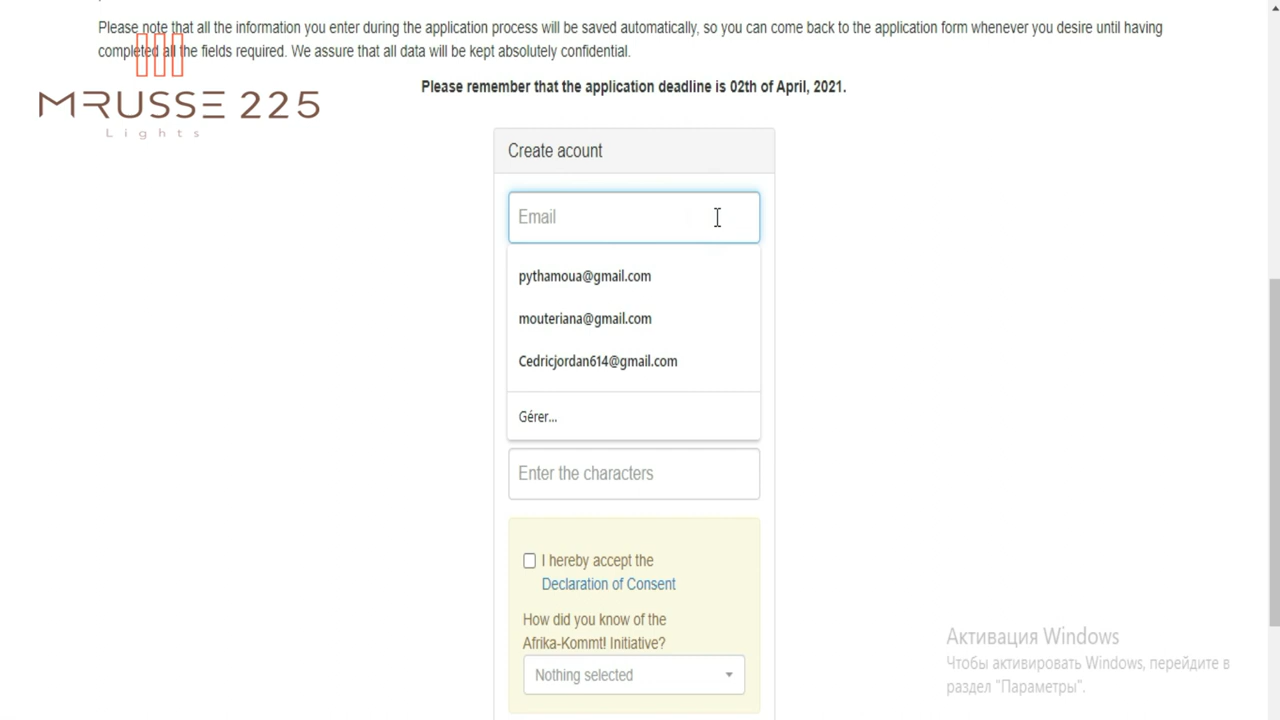 Please note that all the information you enter during the application process will be saved automatically, so you can come back to the application form whenever you desire until having
completed all the fields required. We assure that all data will be kept absolutely confidential.
MRUSSE 225
Lights
Please remember that the application deadline is 02th of April, 2021.
Create acount
Email
pythamoua@gmail.com
mouteriana@gmail.com
Cedricjordan614@gmail.com
Gérer...
Enter the characters
I hereby accept the
Declaration of Consent
How did you know of the
Afrika-Kommt! Initiative?
Nothing selected
Активация Windows
Чтобы активировать Windows, перейдите в
раздел "Параметры".